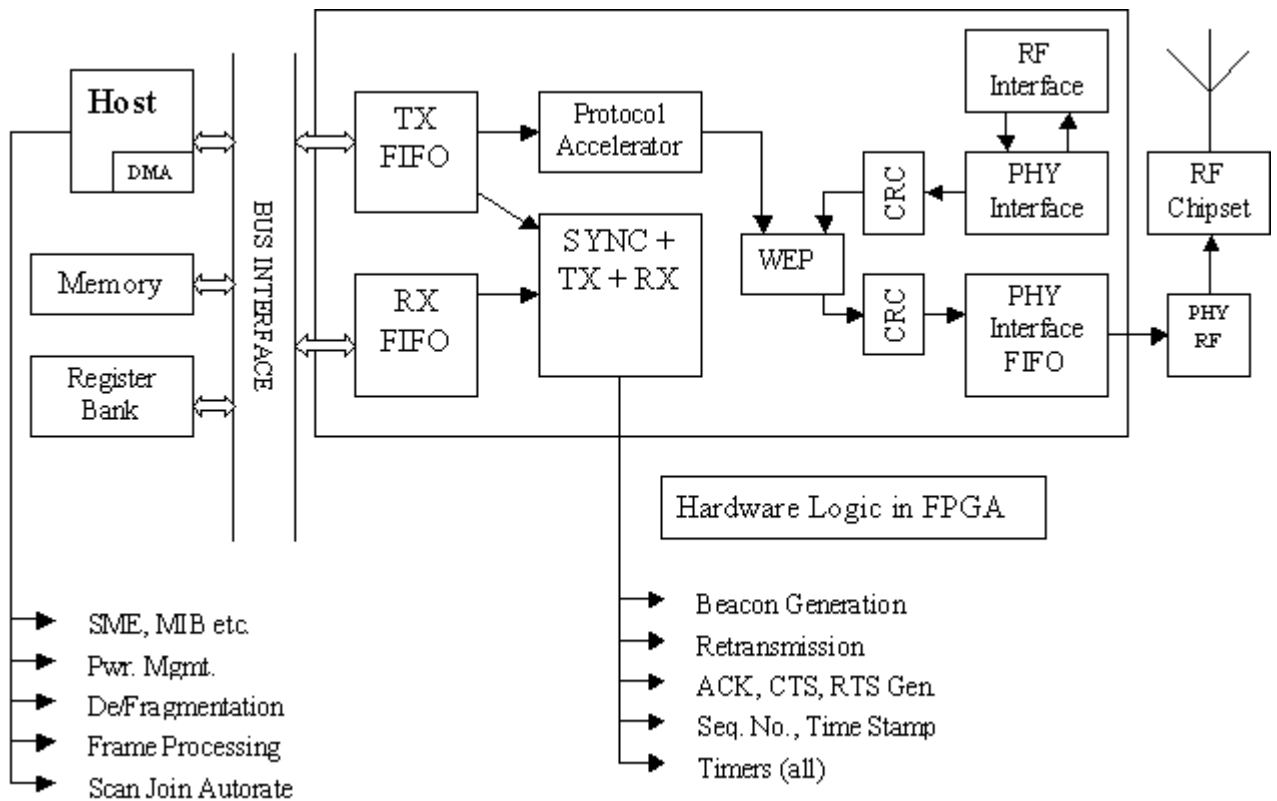 Host
DMA
Memory
Register
Bank
BUS INTERFACE
TX
FIFO
RX
FIFO
Protocol
Accelerator
SYNC +
TX + RX
WEP
CRC
CRC
RF
Interface
PHY
Interface
PHY
Interface
FIFO
RF
Chipset
PHY
RF
Hardware Logic in FPGA
SME, MIB etc.
Pwr. Mgmt.
De/Fragmentation
Frame Processing
Scan Join Autorate
Beacon Generation
Retransmission
ACK, CTS, RTS Gen.
Seq. No., Time Stamp
Timers (all)